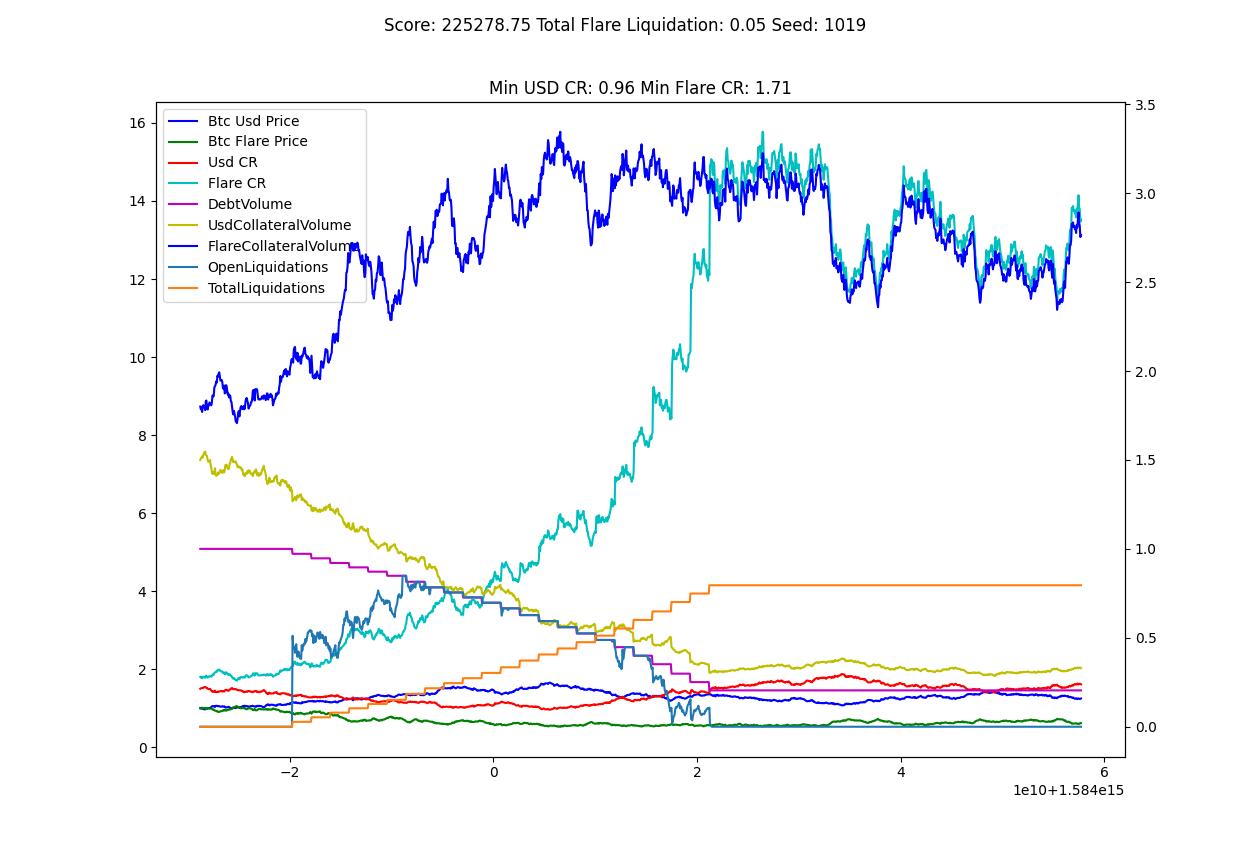 Score: 225278.75 Total Flare Liquidation: 0.05 Seed: 1019
Min USD CR: 0.96 Min Flare CR: 1.71
Btc Usd Price
Btc Flare Price
Usd CR
Flare CR
DebtVolume
UsdCollateralVolume
FlareCollateralVolume
OpenLiquidations
TotalLiquidations
16
14
12
10
8
6
4
2
0
3.5
3.0
2.5
2.0
1.5
1.0
0.5
0.0
−2
0
2
4
6
1e10+1.584e15